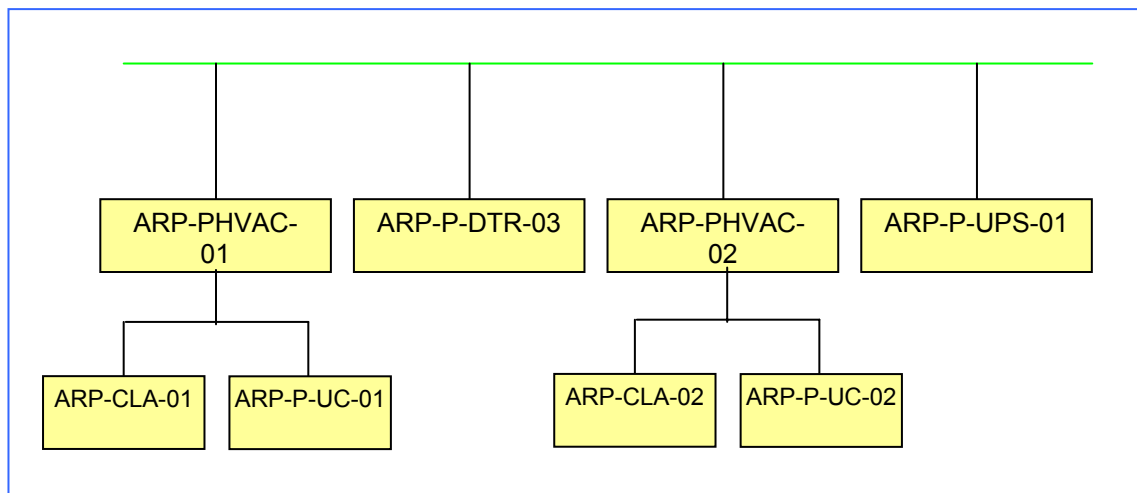 ARP-PHVAC-
01
ARP-P-DTR-03
ARP-PHVAC-
02
ARP-P-UPS-01
ARP-CLA-01
ARP-P-UC-01
ARP-CLA-02
ARP-P-UC-02